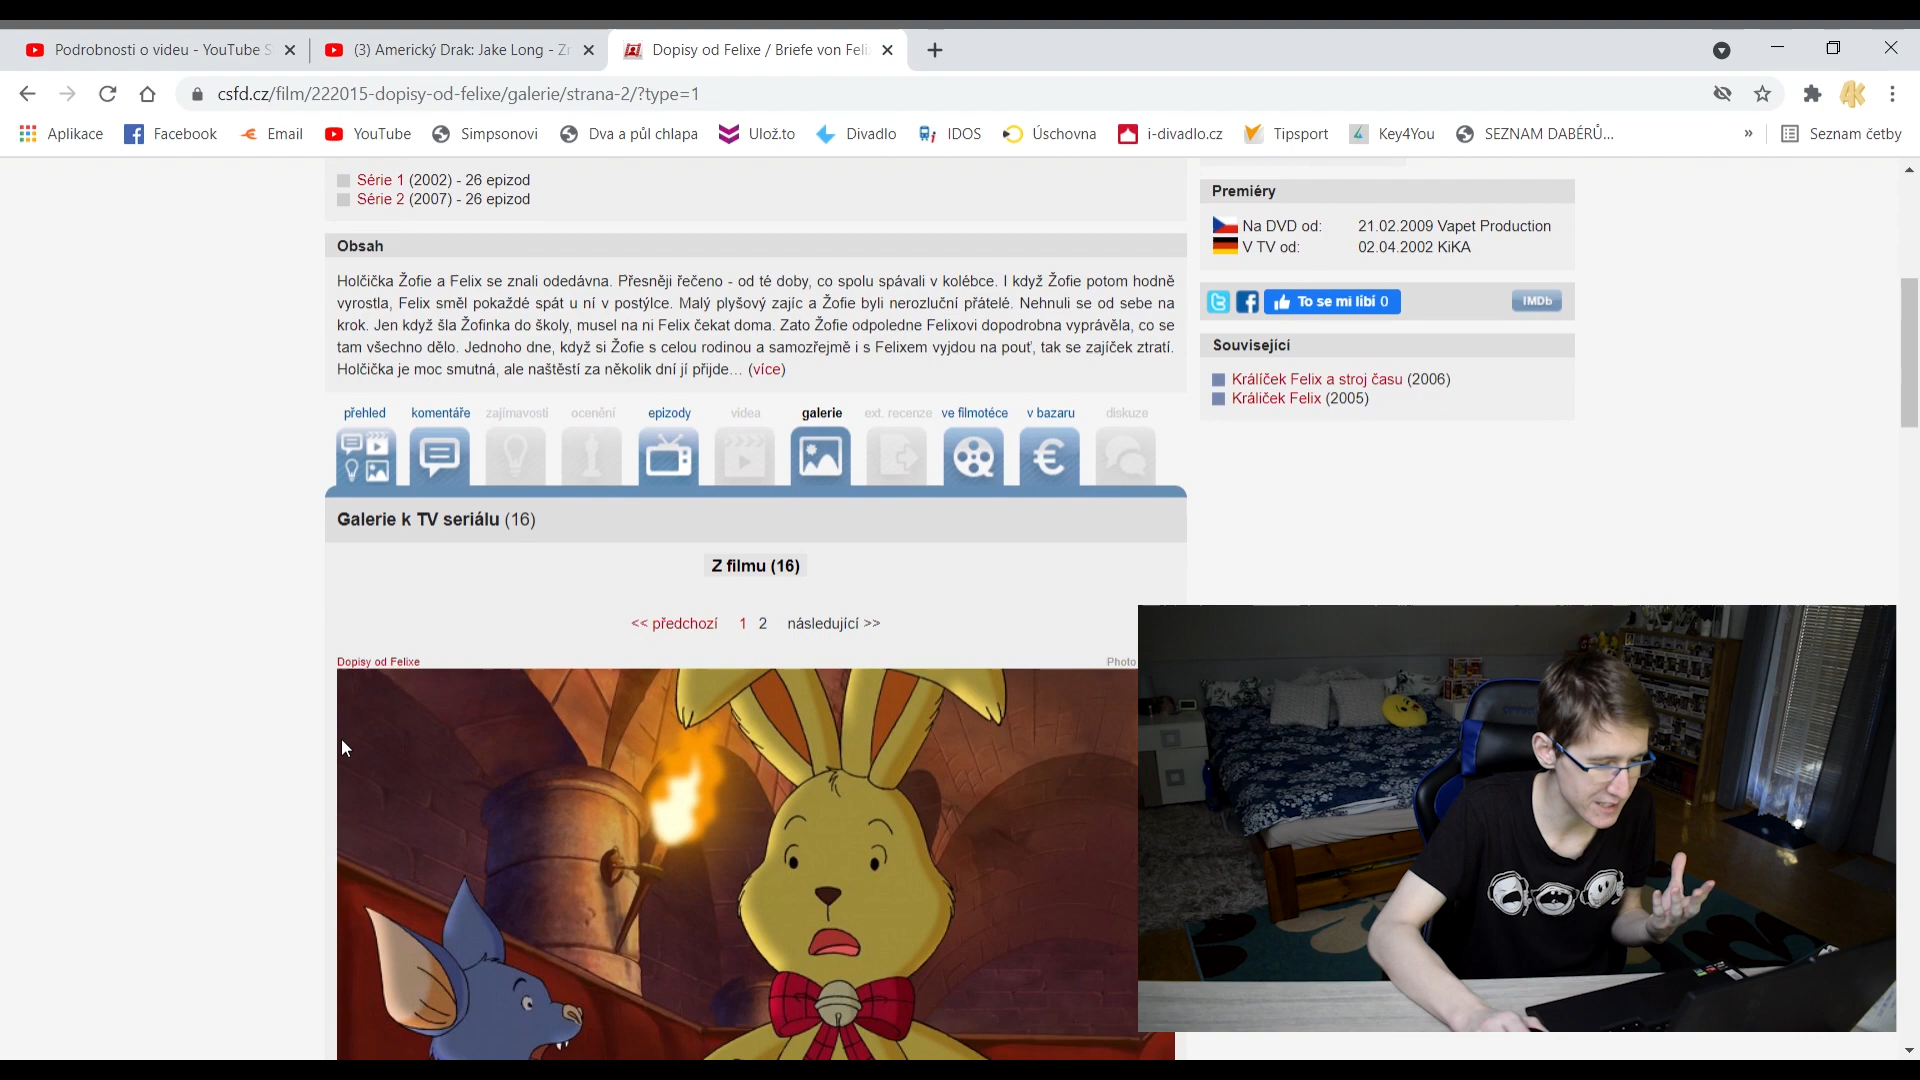 Podrobnosti o videu - YouTube S
(3) Americký Drak: Jake Long - Zn
Dopisy od Felixe / Briefe von Feli
csfd.cz/film/222015-dopisy-od-felixe/galerie/strana-2/?type=1
4K
Aplikace
Facebook
Email
YouTube
Simpsonovi
Dva a půl chlapa
Ulož.to
Divadlo
IDOS
Úschovna
i-divadlo.cz
Tipsport
Key4You
SEZNAM DABÉRŮ...
»
Seznam četby
Série 1 (2002) - 26 epizod
Série 2 (2007) - 26 epizod
Obsah
Holčička Žofie a Felix se znali odedávna. Přesněji řečeno - od té doby, co spolu spávali v kolébce. I když Žofie potom hodně
vyrostla, Felix směl pokaždé spát u ní v postýlce. Malý plyšový zajíc a Žofie byli nerozluční přátelé. Nehnuli se od sebe na
krok. Jen když šla Žofinka do školy, musel na ni Felix čekat doma. Zato Žofie odpoledne Felixovi dopodrobna vyprávěla, co se
tam všechno dělo. Jednoho dne, když si Žofie s celou rodinou a samozřejmě i s Felixem vyjdou na pouť, tak se zajíček ztratí.
Holčička je moc smutná, ale naštěstí za několik dní jí přijde... (více)
Premiéry
Na DVD od: 21.02.2009 Vapet Production
V TV od: 02.04.2002 KiKA
To se mi líbí 0
IMDb
Související
Králíček Felix a stroj času (2006)
Králiček Felix (2005)
přehled
komentáře
zajímavosti
ocenění
epizody
videa
galerie
ext. recenze
ve filmotéce
v bazaru
diskuze
Galerie k TV seriálu (16)
Z filmu (16)
<< předchozí 1 2 následující >>
Dopisy od Felixe
Photo